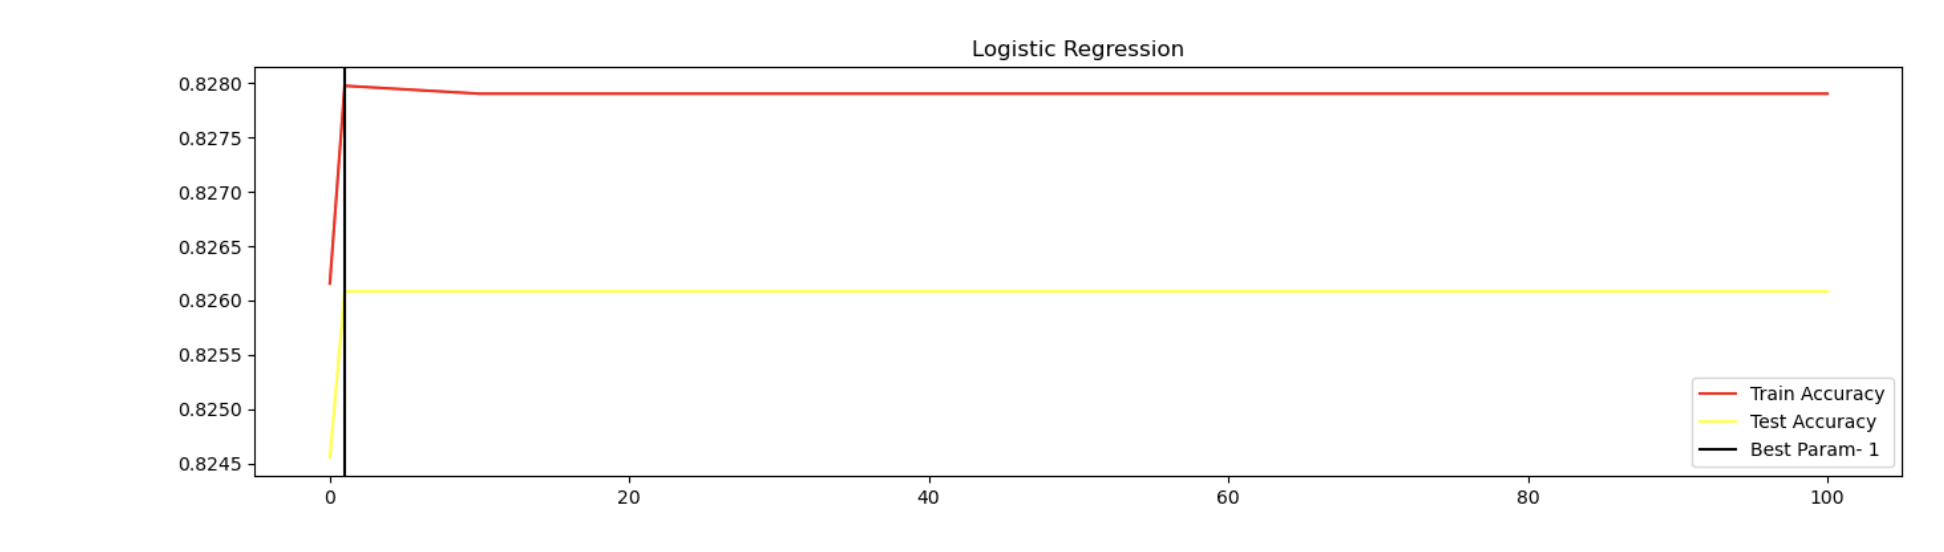 Logistic Regression
0.8280
0.8275
0.8270
0.8265
0.8260
0.8255
0.8250
0.8245
Train Accuracy
Test Accuracy
Best Param- 1
0 20 40 60 80 100